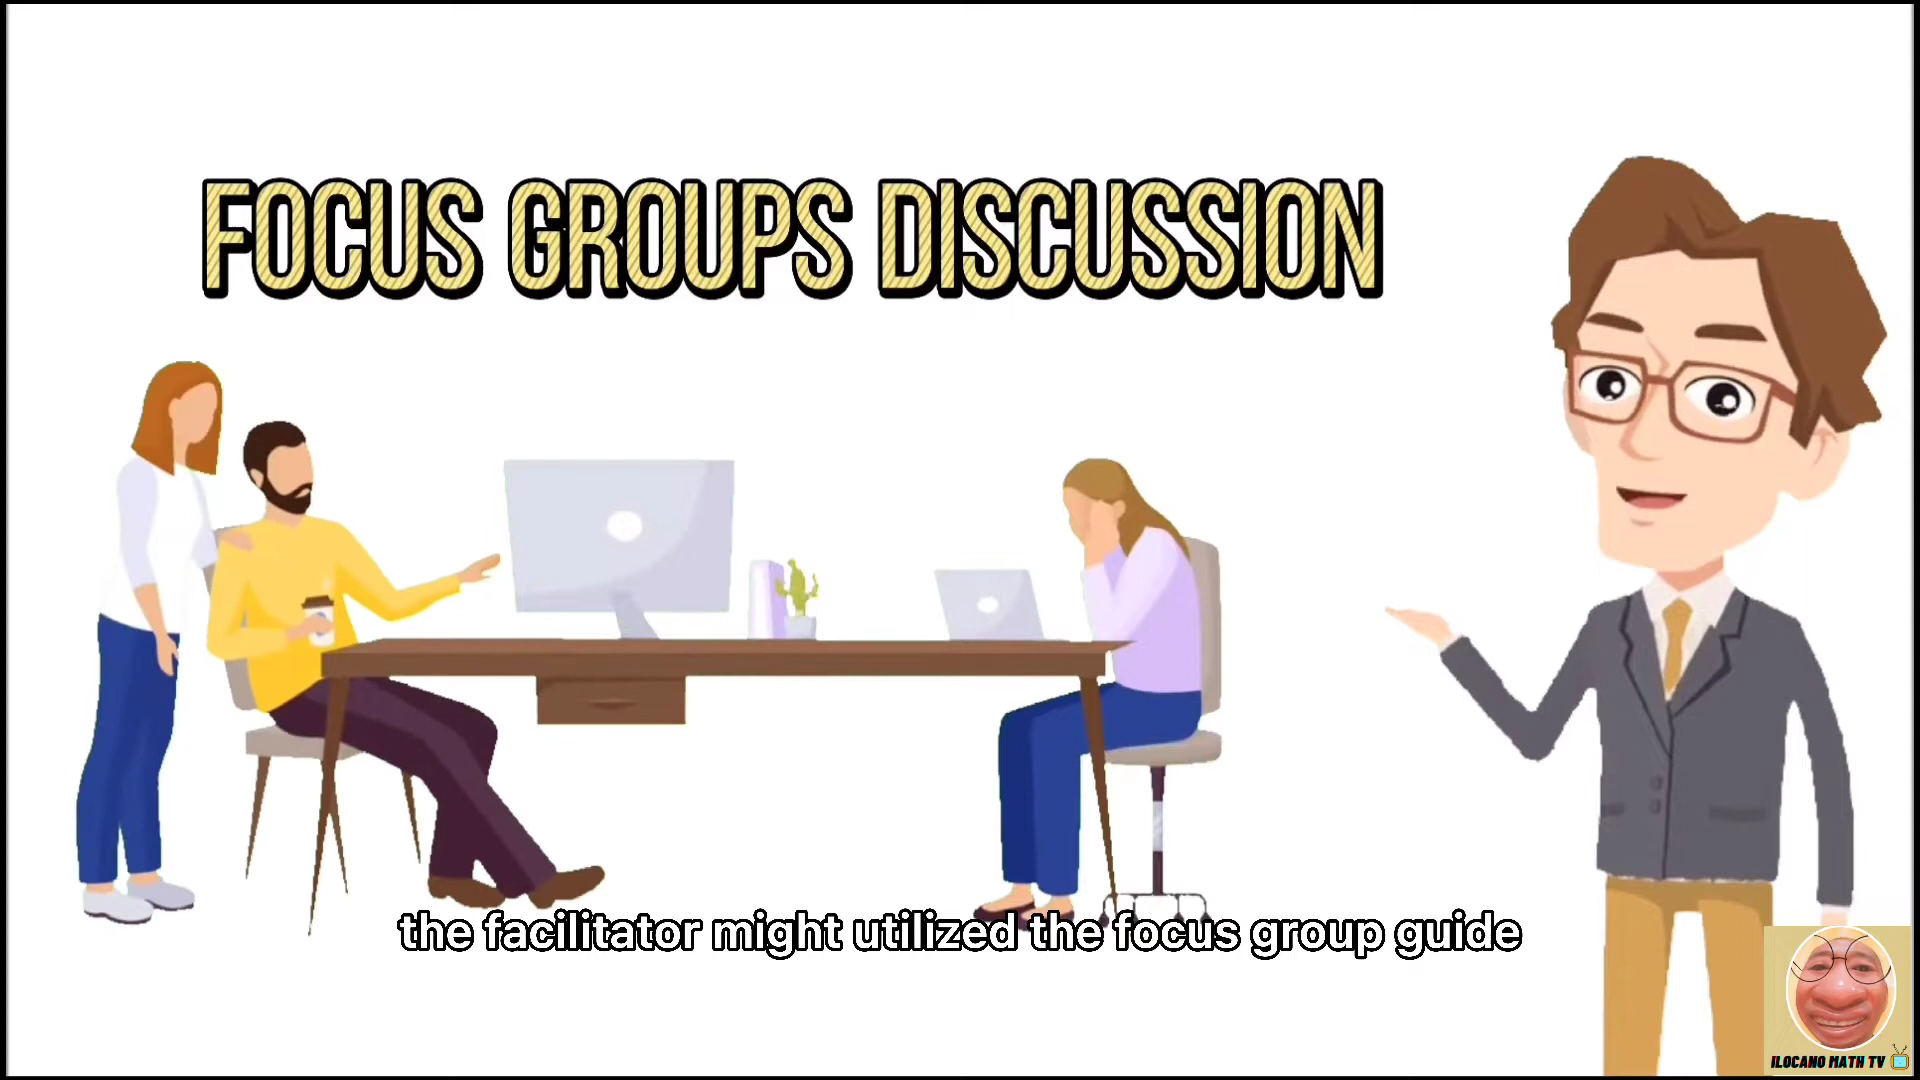 FOCUS GROUPS DISCUSSION
the facilitator might utilized the focus group guide
ILOCANO MATH TV